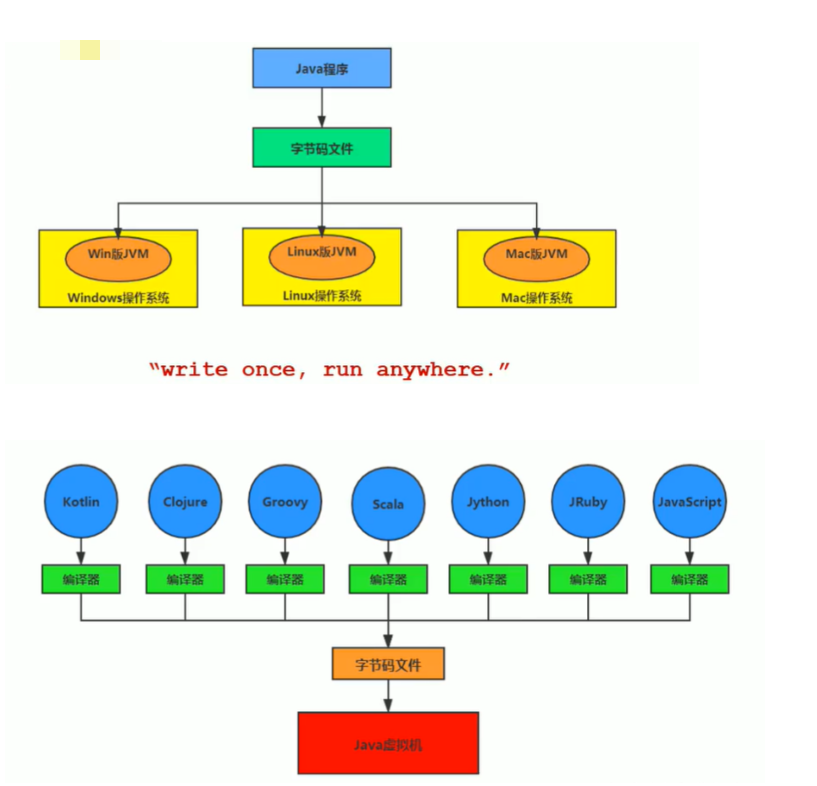 Java程序
字节码文件
Win版JVM
Linux版JVM
Mac版JVM
Windows操作系统
Linux操作系统
Mac操作系统
“write once, run anywhere.”
Kotlin
Clojure
Groovy
Scala
Jython
JRuby
JavaScript
编译器
编译器
编译器
编译器
编译器
编译器
编译器
字节码文件
Java虚拟机